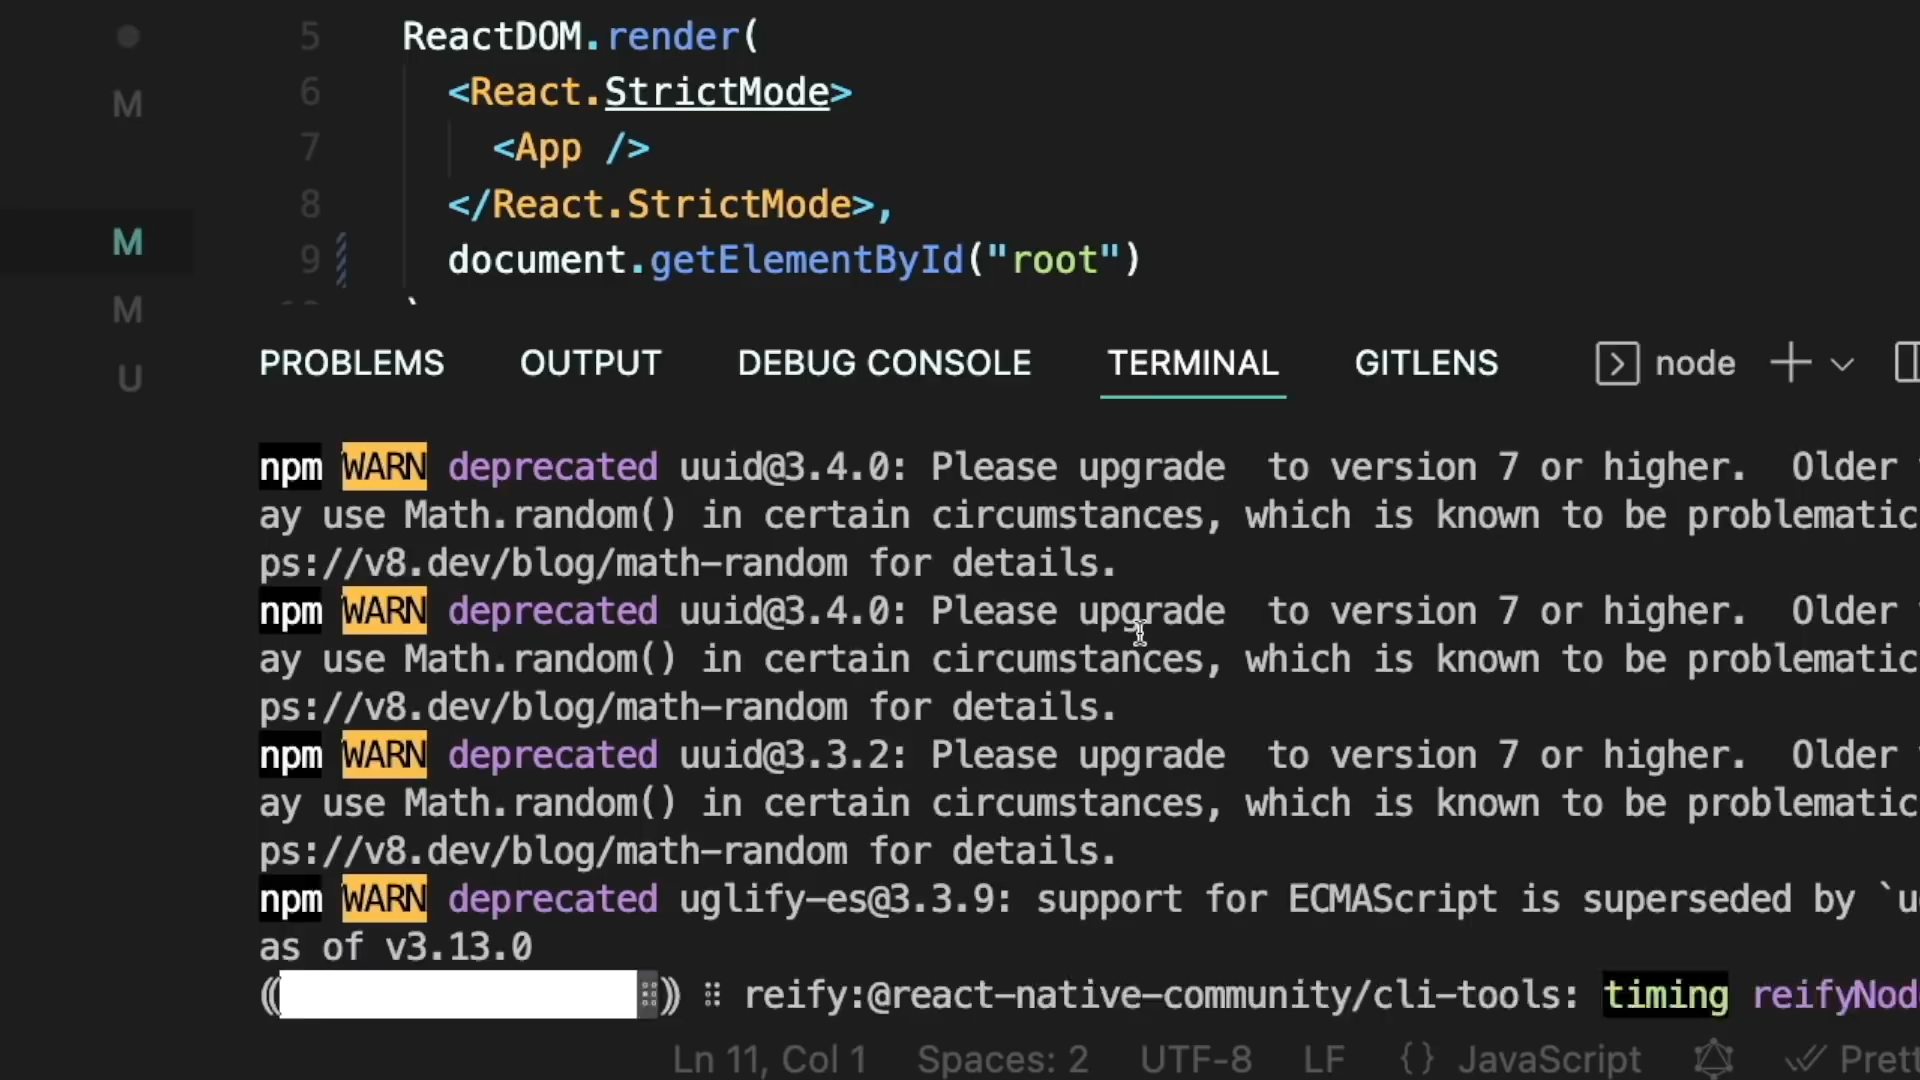 M
M
M
U
5 ReactDOM.render(
6 <React.StrictMode>
7 <App />
8 </React.StrictMode>,
9 document.getElementById("root")
PROBLEMS OUTPUT DEBUG CONSOLE TERMINAL GITLENS node
npm WARN deprecated uuid@3.4.0: Please upgrade  to version 7 or higher.  Older
ay use Math.random() in certain circumstances, which is known to be problematic
ps://v8.dev/blog/math-random for details.
npm WARN deprecated uuid@3.4.0: Please upgrade  to version 7 or higher.  Older
ay use Math.random() in certain circumstances, which is known to be problematic
ps://v8.dev/blog/math-random for details.
npm WARN deprecated uuid@3.3.2: Please upgrade  to version 7 or higher.  Older
ay use Math.random() in certain circumstances, which is known to be problematic
ps://v8.dev/blog/math-random for details.
npm WARN deprecated uglify-es@3.3.9: support for ECMAScript is superseded by `u
as of v3.13.0
reify:@react-native-community/cli-tools: timing reifyNod
Ln 11, Col 1 Spaces: 2 UTF-8 LF {} JavaScript Prett